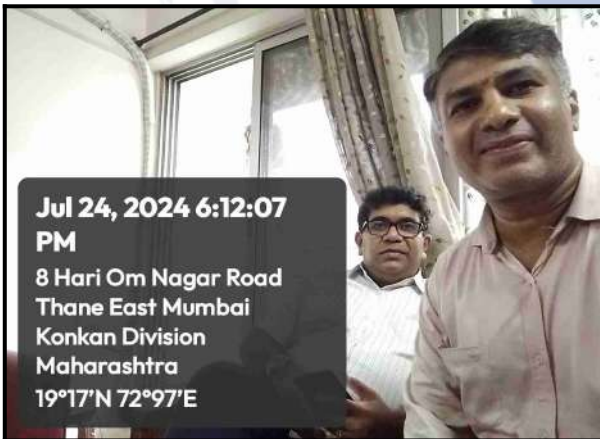 Jul 24, 2024 6:12:07
PM
8 Hari Om Nagar Road
Thane East Mumbai
Konkan Division
Maharashtra
19°17’N 72°97’E